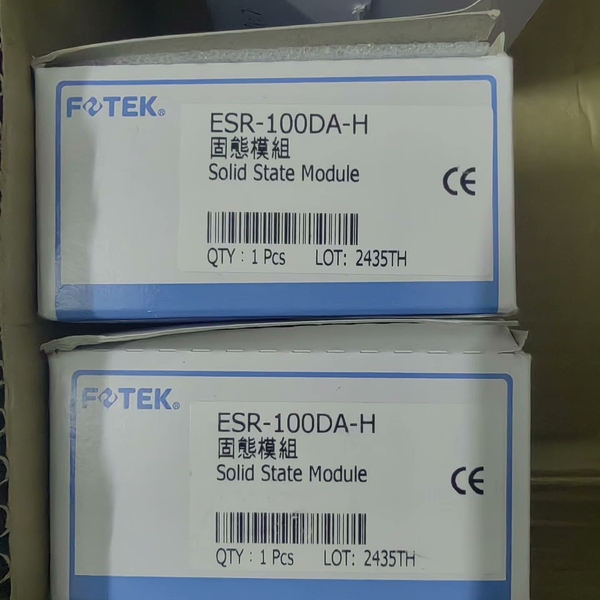 FOTEK®
ESR-100DA-H
固態模組
Solid State Module
CE
QTY : 1 Pcs LOT: 2435TH
FOTEK®
ESR-100DA-H
固態模組
Solid State Module
CE
QTY : 1 Pcs LOT: 2435TH